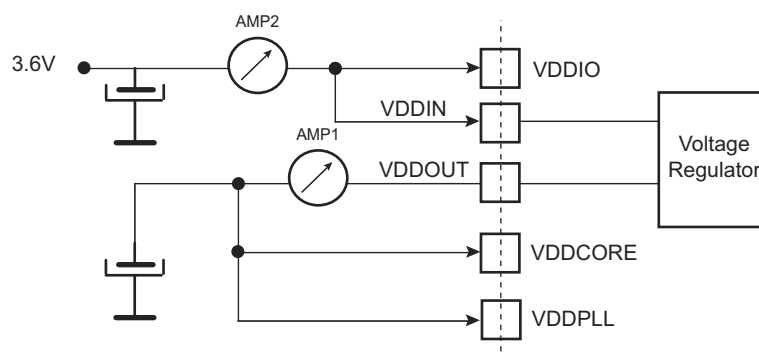 AMP2
3.6V
VDDIO
VDDIN
AMP1
Voltage
Regulator
VDDOUT
VDDCORE
VDDPLL